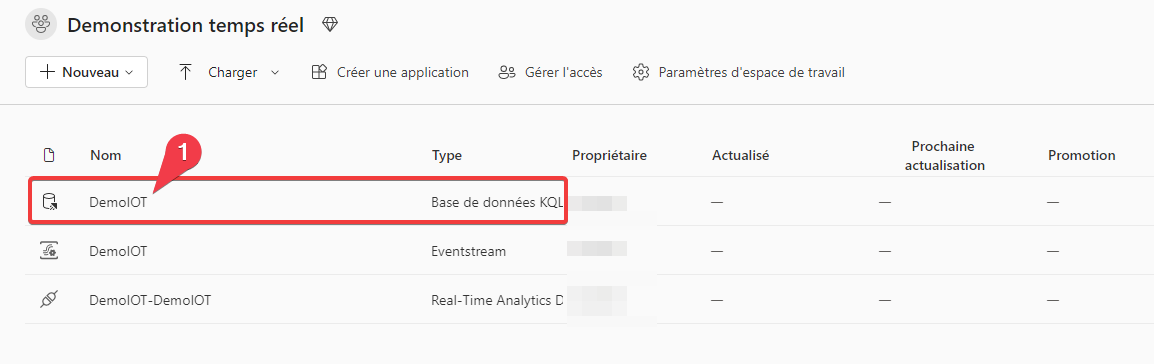 Demonstration temps réel
Nouveau Charger Créer une application Gérer l'accès Paramètres d'espace de travail
Nom Type Propriétaire Actualisé Prochaine actualisation Promotion
1
DemoIOT Base de données KQL — — —
DemoIOT Eventstream — — —
DemoIOT-DemoIOT Real-Time Analytics D — — —